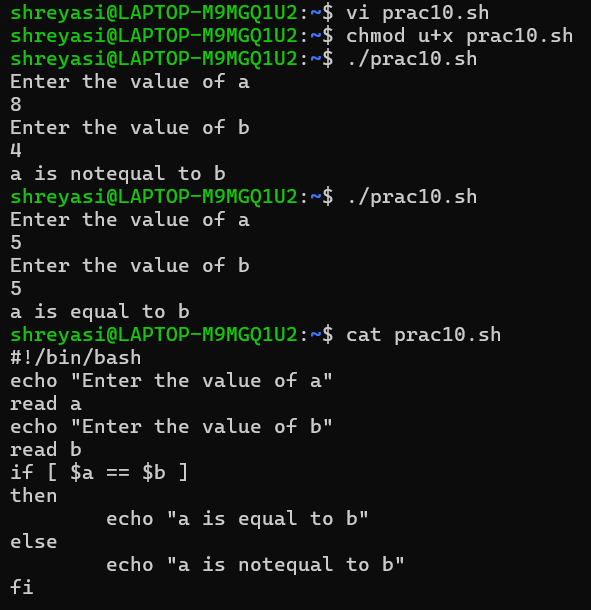 shreyasi@LAPTOP-M9MGQ1U2:~$ vi prac10.sh
shreyasi@LAPTOP-M9MGQ1U2:~$ chmod u+x prac10.sh
shreyasi@LAPTOP-M9MGQ1U2:~$ ./prac10.sh
Enter the value of a
8
Enter the value of b
4
a is notequal to b
shreyasi@LAPTOP-M9MGQ1U2:~$ ./prac10.sh
Enter the value of a
5
Enter the value of b
5
a is equal to b
shreyasi@LAPTOP-M9MGQ1U2:~$ cat prac10.sh
#!/bin/bash
echo "Enter the value of a"
read a
echo "Enter the value of b"
read b
if [ $a == $b ]
then
        echo "a is equal to b"
else
        echo "a is notequal to b"
fi